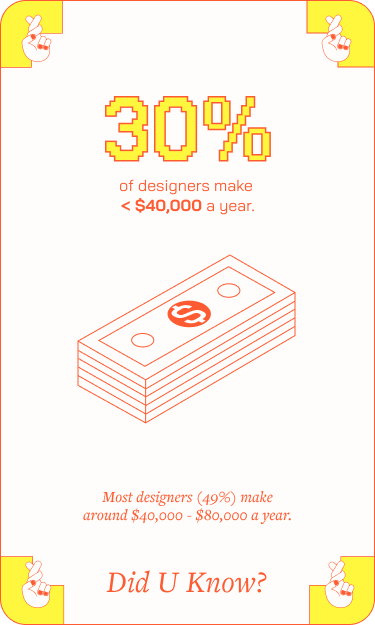 30%
of designers make
< $40,000 a year.
$
Most designers (49%) make
around $40,000 - $80,000 a year.
Did U Know?